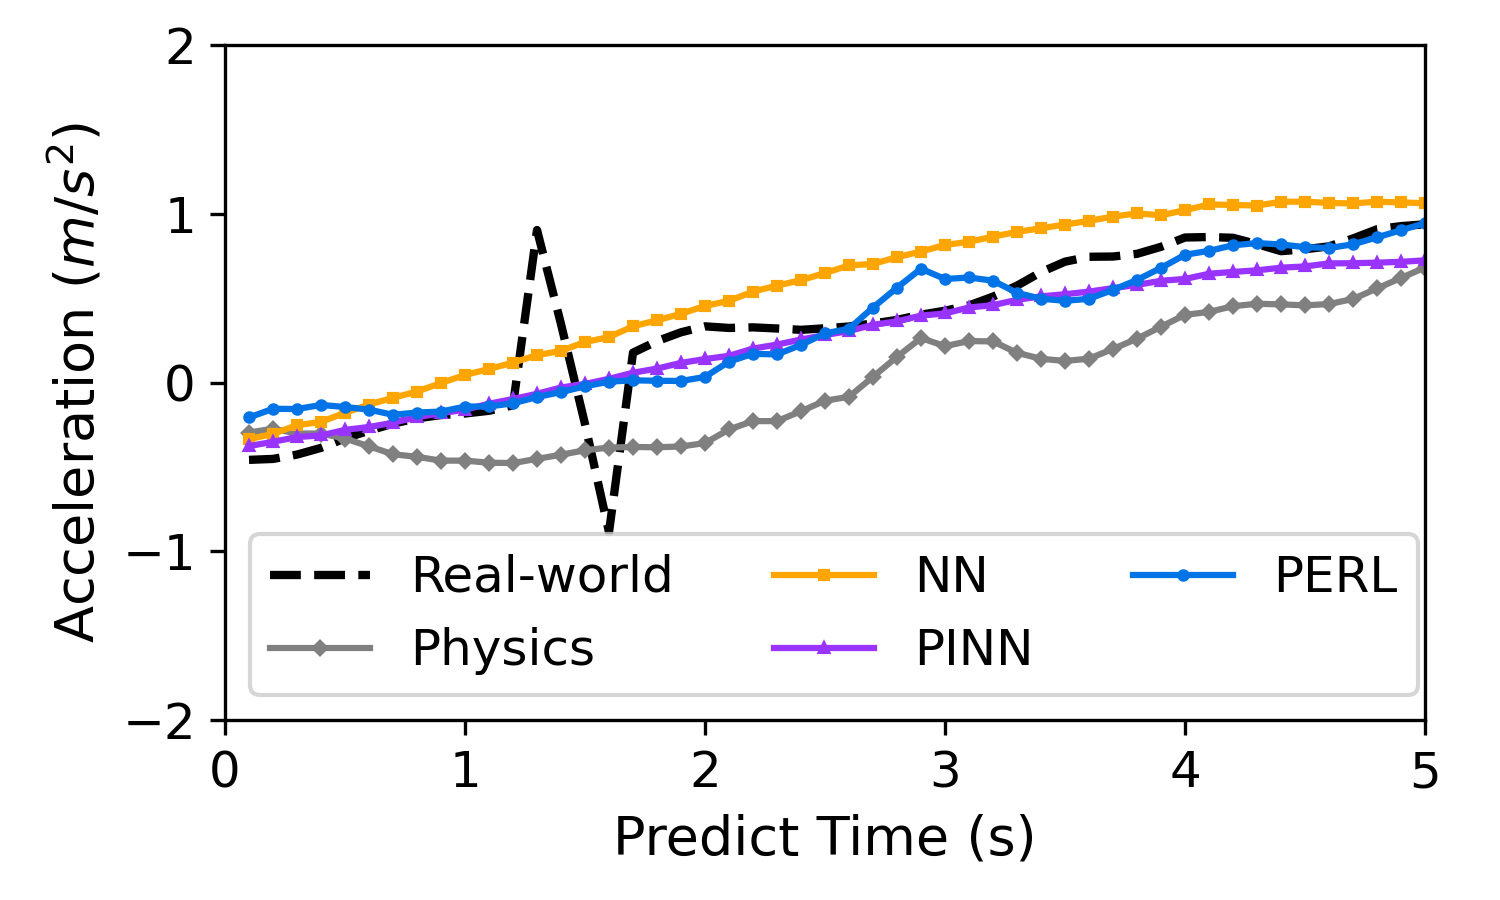 2
1
0
−1
−2
Acceleration (m/s²)
Real-world
Physics
NN
PINN
PERL
0 1 2 3 4 5
Predict Time (s)